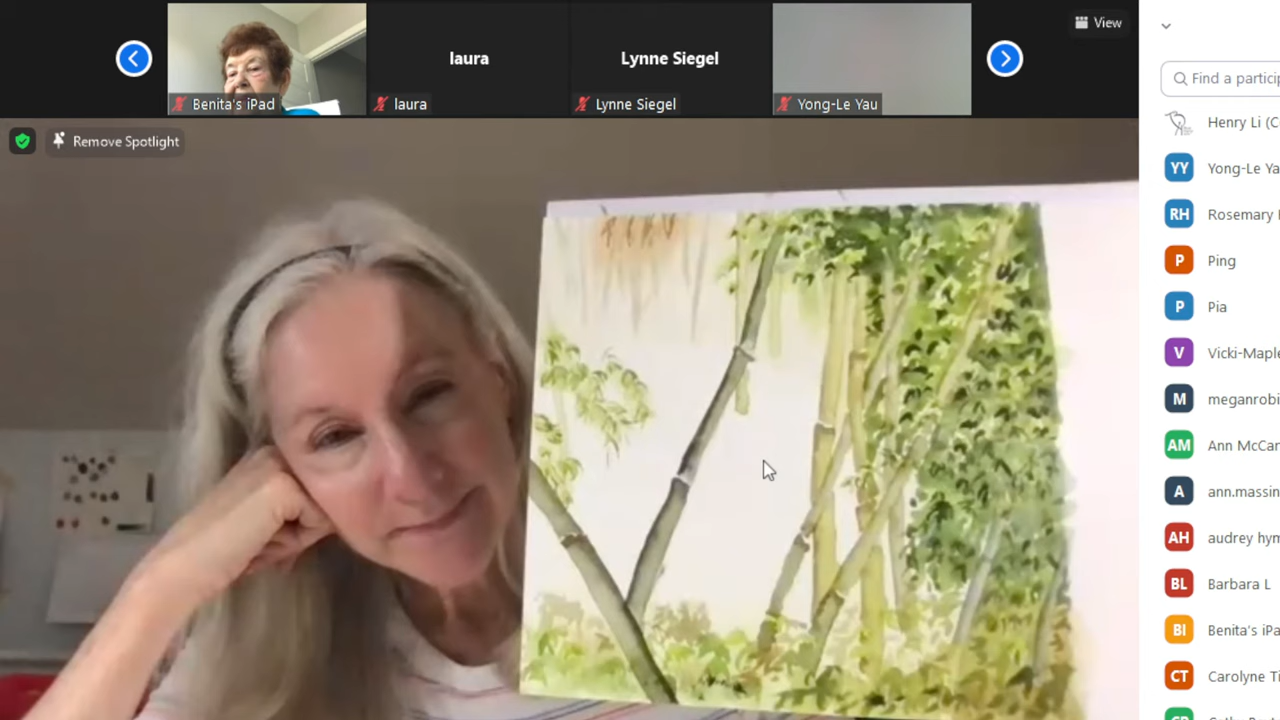 View
laura
Lynne Siegel
Benita's iPad
laura
Lynne Siegel
Yong-Le Yau
Remove Spotlight
Find a particip
Henry Li (C
YY
Yong-Le Ya
RH
Rosemary
P
Ping
P
Pia
V
Vicki-Maple
M
meganrobi
AM
Ann McCar
A
ann.massin
AH
audrey hym
BL
Barbara L
BI
Benita's iPa
CT
Carolyne Ti